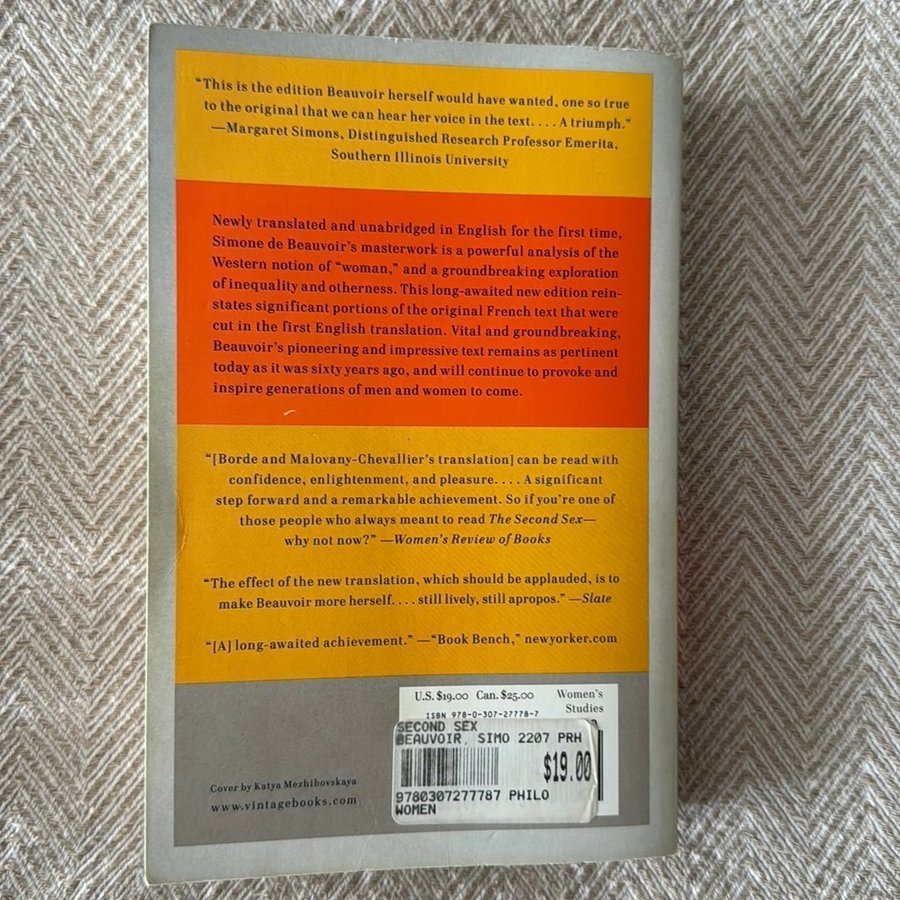 “This is the edition Beauvoir herself would have wanted, one so true
to the original that we can hear her voice in the text. . . . A triumph.”
—Margaret Simons, Distinguished Research Professor Emerita,
Southern Illinois University
Newly translated and unabridged in English for the first time,
Simone de Beauvoir’s masterwork is a powerful analysis of the
Western notion of “woman,” and a groundbreaking exploration
of inequality and otherness. This long-awaited new edition rein-
states significant portions of the original French text that were
cut in the first English translation. Vital and groundbreaking,
Beauvoir’s pioneering and impressive text remains as pertinent
today as it was sixty years ago, and will continue to provoke and
inspire generations of men and women to come.
“[Borde and Malovany-Chevallier’s translation] can be read with
confidence, enlightenment, and pleasure. . . . A significant
step forward and a remarkable achievement. So if you’re one of
those people who always meant to read The Second Sex—
why not now?” —Women’s Review of Books
“The effect of the new translation, which should be applauded, is to
make Beauvoir more herself. . . . still lively, still apropos.” —Slate
“[A] long-awaited achievement.” —“Book Bench,” newyorker.com
U.S. $19.00 Can. $25.00 Women’s
Studies
ISBN 978-0-307-27778-7
SECOND SEX
BEAUVOIR, SIMO 2207 PRH
$19.00
9780307277787 PHILO
WOMEN
Cover by Katya Mezhibovskaya
www.vintagebooks.com